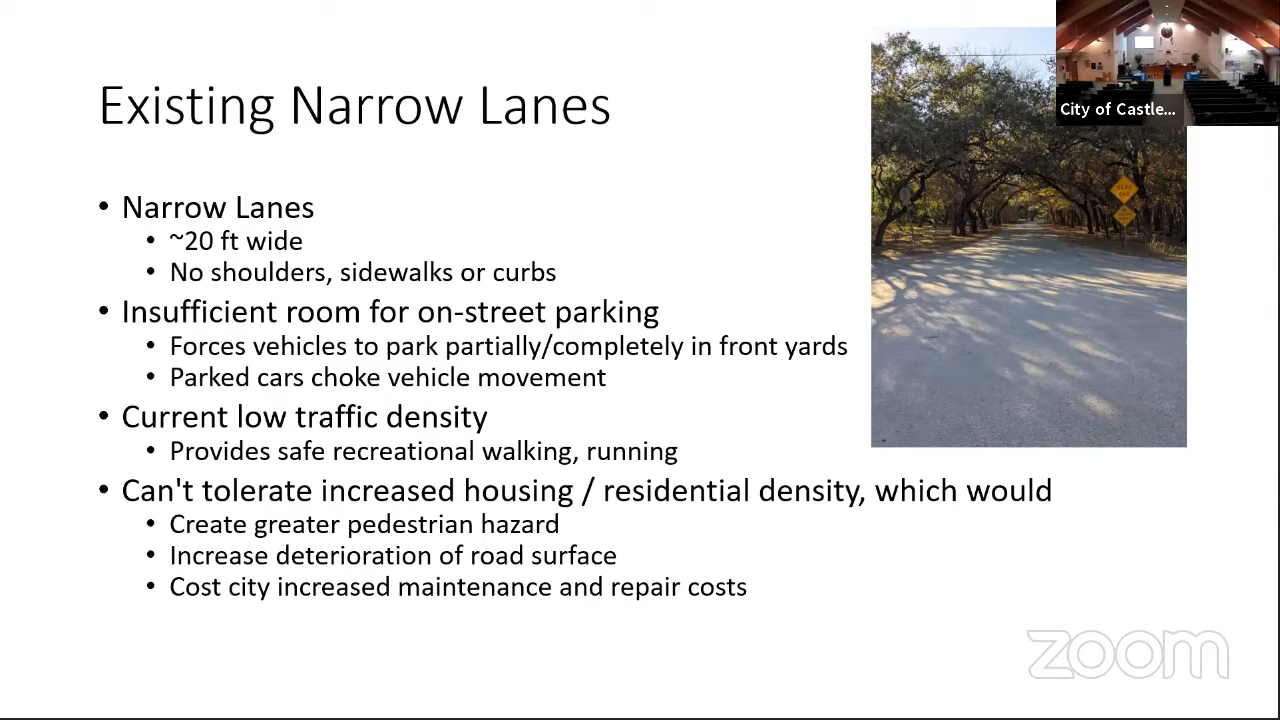 City of Castle...
Existing Narrow Lanes
• Narrow Lanes
• ~20 ft wide
• No shoulders, sidewalks or curbs
• Insufficient room for on-street parking
• Forces vehicles to park partially/completely in front yards
• Parked cars choke vehicle movement
• Current low traffic density
• Provides safe recreational walking, running
• Can't tolerate increased housing / residential density, which would
• Create greater pedestrian hazard
• Increase deterioration of road surface
• Cost city increased maintenance and repair costs
DEAD
END
zoom